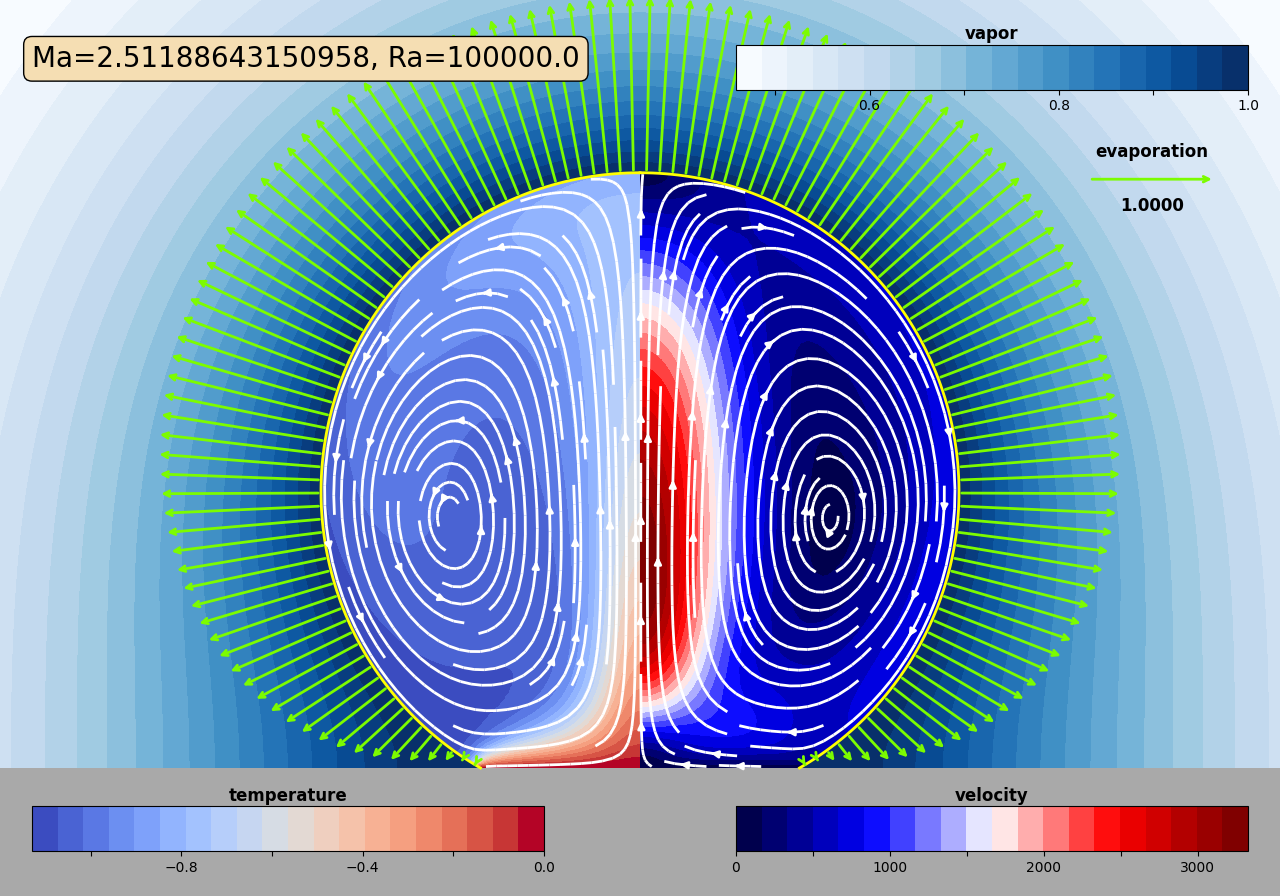 Ma=2.51188643150958, Ra=100000.0
vapor
0.6 0.8 1.0
evaporation
1.0000
temperature
−0.8 −0.4 0.0
velocity
0 1000 2000 3000